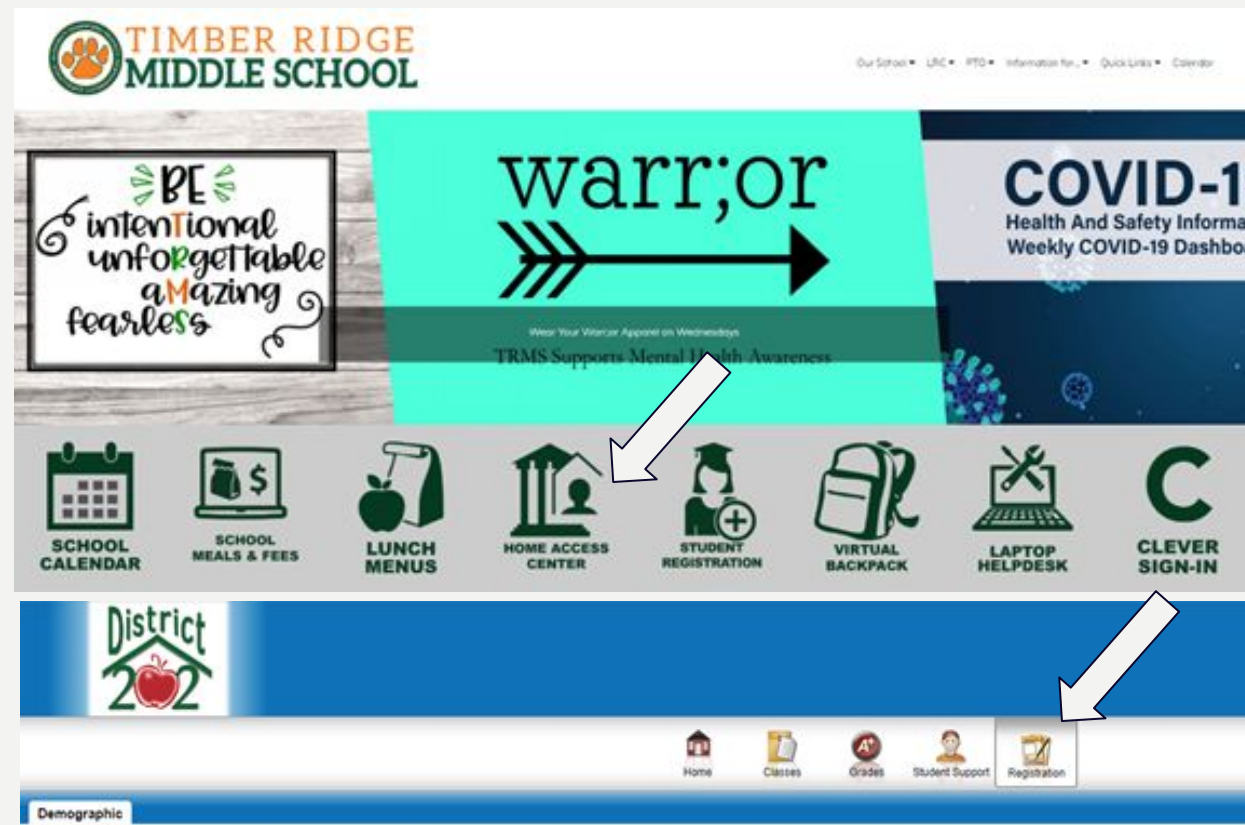 TIMBER RIDGE
MIDDLE SCHOOL
Our School LRC PTO Information for... Quick Links Calendar
BE
intenTional
unfoRgettable
aMazing
fearlesS
warr;or
Wear Your Warr;or Apparel on Wednesdays
TRMS Supports Mental Health Awareness
COVID-1
Health And Safety Informa
Weekly COVID-19 Dashboa
SCHOOL
CALENDAR
$
SCHOOL
MEALS & FEES
LUNCH
MENUS
HOME ACCESS
CENTER
STUDENT
REGISTRATION
VIRTUAL
BACKPACK
LAPTOP
HELPDESK
C
CLEVER
SIGN-IN
District
202
A+
Home Classes Grades Student Support Registration
Demographic